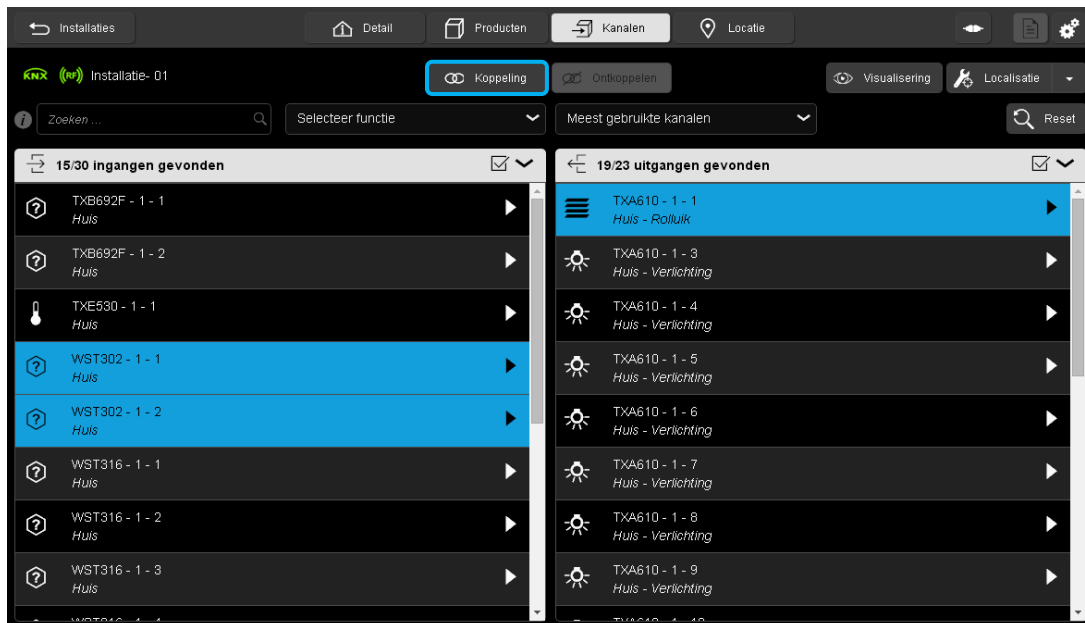 Installaties
Detail
Producten
Kanalen
Locatie
KNX (RF) Installatie- 01
Koppeling
Ontkoppelen
Visualisering
Localisatie
Zoeken ...
Selecteer functie
Meest gebruikte kanalen
Reset
15/30 ingangen gevonden
TXB692F - 1 - 1
Huis
TXB692F - 1 - 2
Huis
TXE530 - 1 - 1
Huis
WST302 - 1 - 1
Huis
WST302 - 1 - 2
Huis
WST316 - 1 - 1
Huis
WST316 - 1 - 2
Huis
WST316 - 1 - 3
Huis
19/23 uitgangen gevonden
TXA610 - 1 - 1
Huis - Rolluik
TXA610 - 1 - 3
Huis - Verlichting
TXA610 - 1 - 4
Huis - Verlichting
TXA610 - 1 - 5
Huis - Verlichting
TXA610 - 1 - 6
Huis - Verlichting
TXA610 - 1 - 7
Huis - Verlichting
TXA610 - 1 - 8
Huis - Verlichting
TXA610 - 1 - 9
Huis - Verlichting